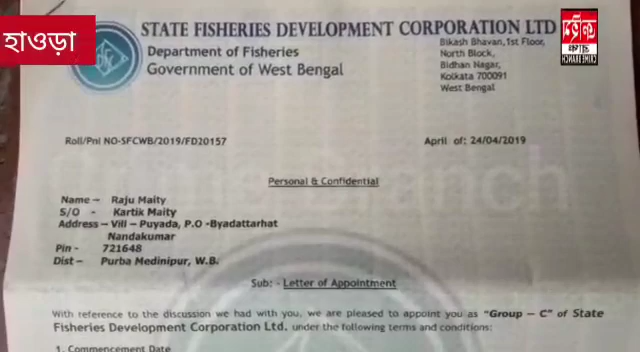 হাওড়া
STATE FISHERIES DEVELOPMENT CORPORATION LTD
Department of Fisheries
Government of West Bengal
Bikash Bhavan,1st Floor,
North Block,
Bidhan Nagar,
Kolkata 700091
West Bengal
CRIME BRANCH
Roll/Pnl NO-SFCWB/2019/FD20157
April of: 24/04/2019
Personal & Confidential
Name – Raju Maity
S/O - Kartik Maity
Address – Vill – Puyada, P.O -Byadattarhat
Nandakumar
Pin - 721648
Dist – Purba Medinipur, W.B.
Sub: - Letter of Appointment
With reference to the discussion we had with you, we are pleased to appoint you as "Group – C" of State
Fisheries Development Corporation Ltd. under the following terms and conditions:
1. Commencement Date